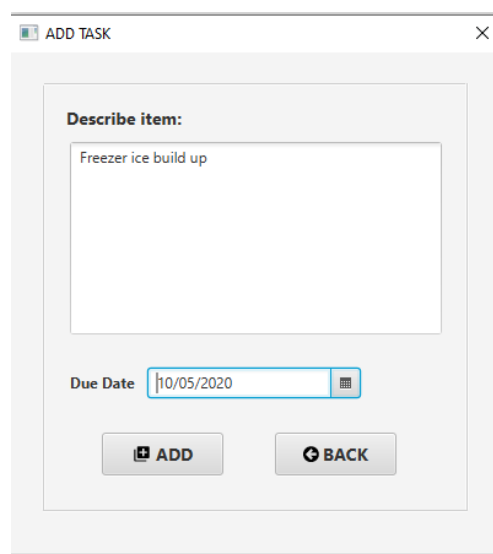 ADD TASK
Describe item:
Freezer ice build up
Due Date 10/05/2020
ADD BACK